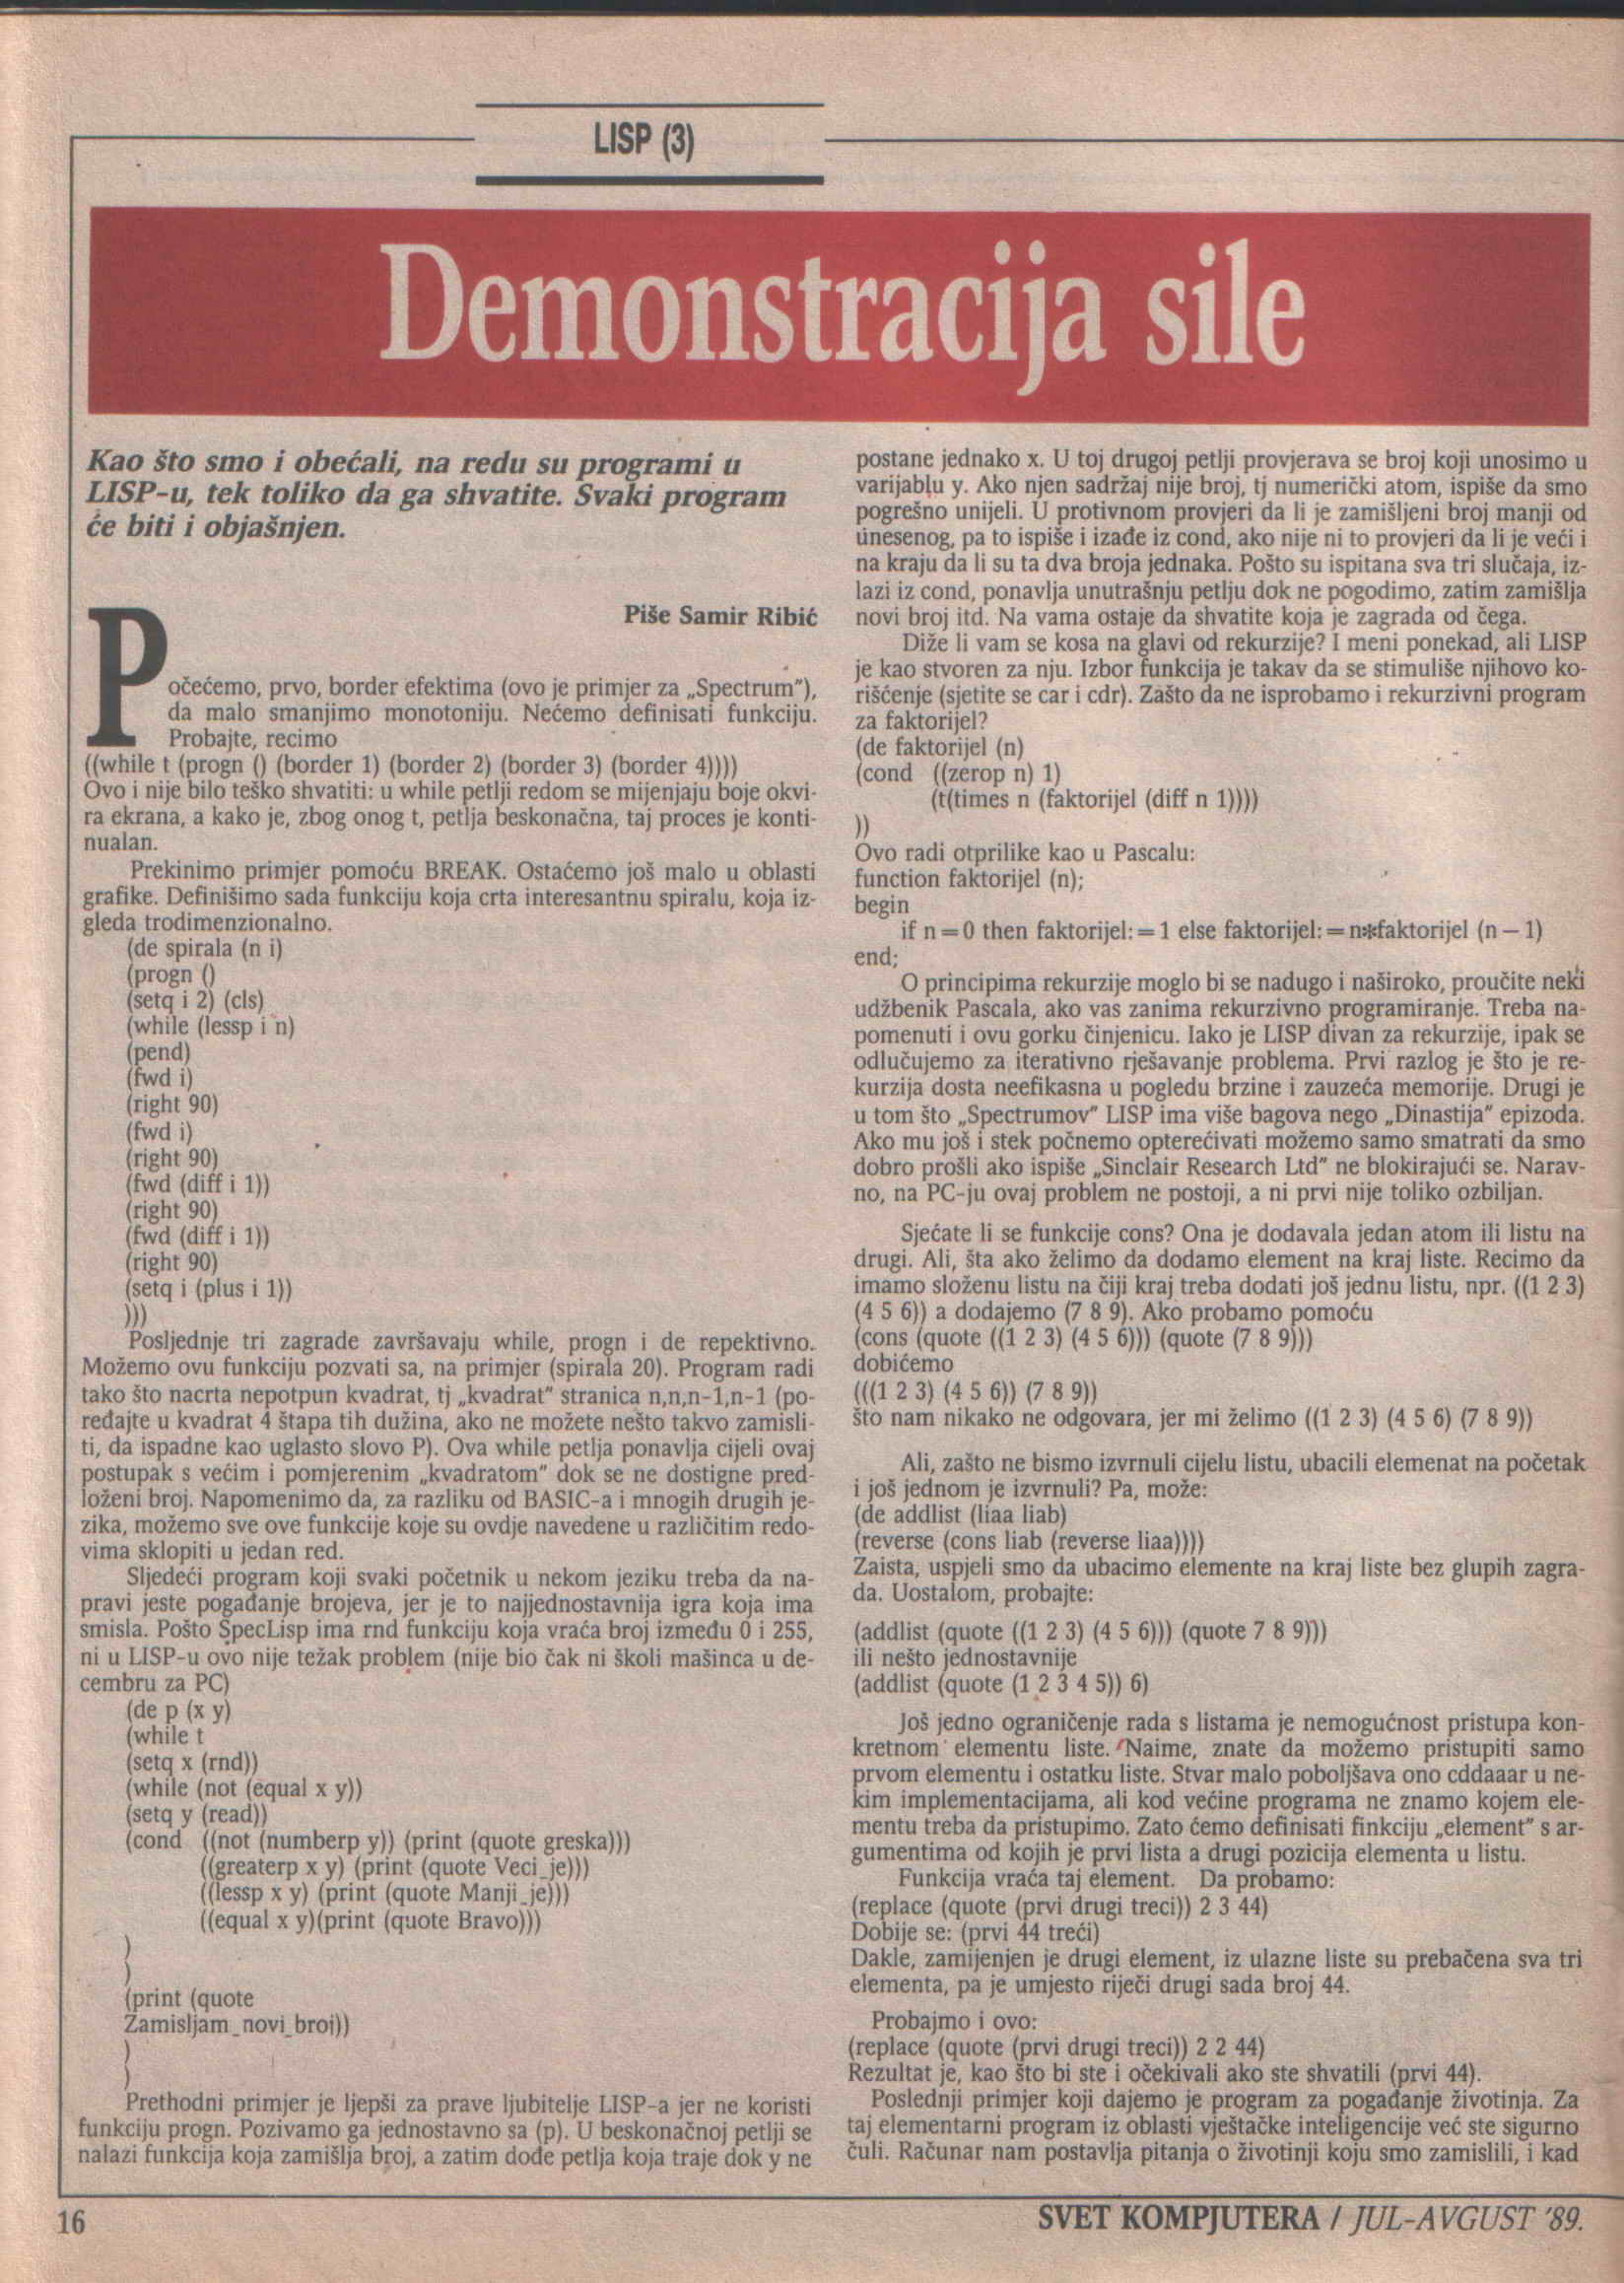 LISP (3)
Demonstracija sile
Kao što smo i obećali, na redu su programi u
LISP-u, tek toliko da ga shvatite. Svaki program
će biti i objašnjen.
Piše Samir Ribić
Počećemo, prvo, border efektima (ovo je primjer za „Spectrum"),
da malo smanjimo monotoniju. Nećemo definisati funkciju.
Probajte, recimo
((while t (progn () (border 1) (border 2) (border 3) (border 4))))
Ovo i nije bilo teško shvatiti: u while petlji redom se mijenjaju boje okvi-
ra ekrana, a kako je, zbog onog t, petlja beskonačna, taj proces je konti-
nualan.
Prekinimo primjer pomoću BREAK. Ostaćemo još malo u oblasti
grafike. Definišimo sada funkciju koja crta interesantnu spiralu, koja iz-
gleda trodimenzionalno.
(de spirala (n i)
(progn ()
(setq i 2) (cls)
(while (lessp i n)
(pend)
(fwd i)
(right 90)
(fwd i)
(right 90)
(fwd (diff i 1))
(right 90)
(fwd (diff i 1))
(right 90)
(setq i (plus i 1))
)))
Posljednje tri zagrade završavaju while, progn i de repektivno.
Možemo ovu funkciju pozvati sa, na primjer (spirala 20). Program radi
tako što nacrta nepotpun kvadrat, tj „kvadrat" stranica n,n,n-1,n-1 (po-
ređajte u kvadrat 4 štapa tih dužina, ako ne možete nešto takvo zamisli-
ti, da ispadne kao uglasto slovo P). Ova while petlja ponavlja cijeli ovaj
postupak s većim i pomjerenim „kvadratom" dok se ne dostigne pred-
loženi broj. Napomenimo da, za razliku od BASIC-a i mnogih drugih je-
zika, možemo sve ove funkcije koje su ovdje navedene u različitim redo-
vima sklopiti u jedan red.
Sljedeći program koji svaki početnik u nekom jeziku treba da na-
pravi jeste pogađanje brojeva, jer je to najjednostavnija igra koja ima
smisla. Pošto SpecLisp ima rnd funkciju koja vraća broj između 0 i 255,
ni u LISP-u ovo nije težak problem (nije bio čak ni školi mašinca u de-
cembru za PC)
(de p (x y)
(while t
(setq x (rnd))
(while (not (equal x y))
(setq y (read))
(cond ((not (numberp y)) (print (quote greska)))
((greaterp x y) (print (quote Veci_je)))
((lessp x y) (print (quote Manji_je)))
((equal x y)(print (quote Bravo)))
)
)
(print (quote
Zamisljam_novi_broj))
)
)
Prethodni primjer je ljepši za prave ljubitelje LISP-a jer ne koristi
funkciju progn. Pozivamo ga jednostavno sa (p). U beskonačnoj petlji se
nalazi funkcija koja zamišlja broj, a zatim dođe petlja koja traje dok y ne
postane jednako x. U toj drugoj petlji provjerava se broj koji unosimo u
varijablu y. Ako njen sadržaj nije broj, tj numerički atom, ispiše da smo
pogrešno unijeli. U protivnom provjeri da li je zamišljeni broj manji od
unesenog, pa to ispiše i izađe iz cond, ako nije ni to provjeri da li je veći i
na kraju da li su ta dva broja jednaka. Pošto su ispitana sva tri slučaja, iz-
lazi iz cond, ponavlja unutrašnju petlju dok ne pogodimo, zatim zamišlja
novi broj itd. Na vama ostaje da shvatite koja je zagrada od čega.
Diže li vam se kosa na glavi od rekurzije? I meni ponekad, ali LISP
je kao stvoren za nju. Izbor funkcija je takav da se stimuliše njihovo ko-
rišćenje (sjetite se car i cdr). Zašto da ne isprobamo i rekurzivni program
za faktorijel?
(de faktorijel (n)
(cond ((zerop n) 1)
(t(times n (faktorijel (diff n 1))))
))
Ovo radi otprilike kao u Pascalu:
function faktorijel (n);
begin
if n=0 then faktorijel:=1 else faktorijel:=n*faktorijel (n−1)
end;
O principima rekurzije moglo bi se nadugo i naširoko, proučite neki
udžbenik Pascala, ako vas zanima rekurzivno programiranje. Treba na-
pomenuti i ovu gorku činjenicu. Iako je LISP divan za rekurzije, ipak se
odlučujemo za iterativno rješavanje problema. Prvi razlog je što je re-
kurzija dosta neefikasna u pogledu brzine i zauzeća memorije. Drugi je
u tom što „Spectrumov" LISP ima više bagova nego „Dinastija" epizoda.
Ako mu još i stek počnemo opterećivati možemo samo smatrati da smo
dobro prošli ako ispiše „Sinclair Research Ltd" ne blokirajući se. Narav-
no, na PC-ju ovaj problem ne postoji, a ni prvi nije toliko ozbiljan.
Sjećate li se funkcije cons? Ona je dodavala jedan atom ili listu na
drugi. Ali, šta ako želimo da dodamo element na kraj liste. Recimo da
imamo složenu listu na čiji kraj treba dodati još jednu listu, npr. ((1 2 3)
(4 5 6)) a dodajemo (7 8 9). Ako probamo pomoću
(cons (quote ((1 2 3) (4 5 6))) (quote (7 8 9)))
dobićemo
(((1 2 3) (4 5 6)) (7 8 9))
što nam nikako ne odgovara, jer mi želimo ((1 2 3) (4 5 6) (7 8 9))
Ali, zašto ne bismo izvrnuli cijelu listu, ubacili elemenat na početak
i još jednom je izvrnuli? Pa, može:
(de addlist (liaa liab)
(reverse (cons liab (reverse liaa))))
Zaista, uspjeli smo da ubacimo elemente na kraj liste bez glupih zagra-
da. Uostalom, probajte:
(addlist (quote ((1 2 3) (4 5 6))) (quote 7 8 9)))
ili nešto jednostavnije
(addlist (quote (1 2 3 4 5)) 6)
Još jedno ograničenje rada s listama je nemogućnost pristupa kon-
kretnom elementu liste. Naime, znate da možemo pristupiti samo
prvom elementu i ostatku liste. Stvar malo poboljšava ono cddaaar u ne-
kim implementacijama, ali kod većine programa ne znamo kojem ele-
mentu treba da pristupimo. Zato ćemo definisati finkciju „element" s ar-
gumentima od kojih je prvi lista a drugi pozicija elementa u listu.
Funkcija vraća taj element. Da probamo:
(replace (quote (prvi drugi treci)) 2 3 44)
Dobije se: (prvi 44 treći)
Dakle, zamijenjen je drugi element, iz ulazne liste su prebačena sva tri
elementa, pa je umjesto riječi drugi sada broj 44.
Probajmo i ovo:
(replace (quote (prvi drugi treci)) 2 2 44)
Rezultat je, kao što bi ste i očekivali ako ste shvatili (prvi 44).
Poslednji primjer koji dajemo je program za pogađanje životinja. Za
taj elementarni program iz oblasti vještačke inteligencije već ste sigurno
čuli. Računar nam postavlja pitanja o životinji koju smo zamislili, i kad
16
SVET KOMPJUTERA / JUL-AVGUST '89.